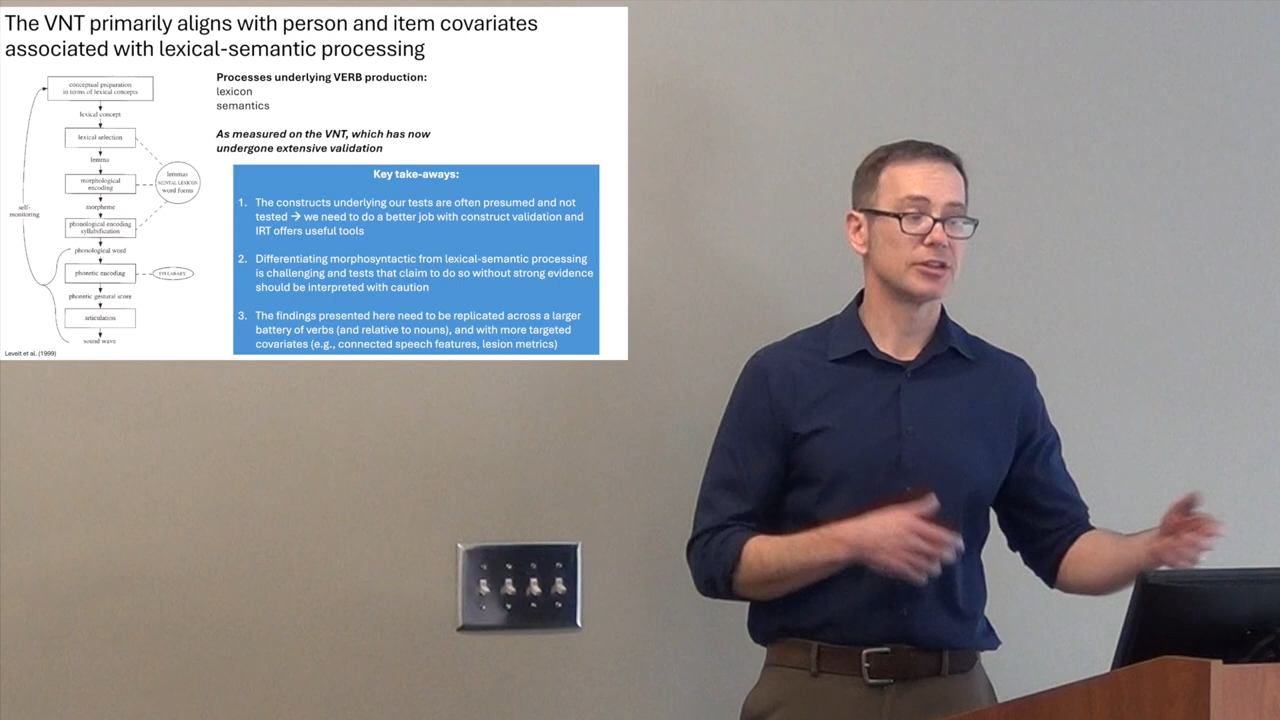 The VNT primarily aligns with person and item covariates
associated with lexical-semantic processing
conceptual preparation
in terms of lexical concepts
lexical concept
lexical selection
lemma
lemmas
MENTAL LEXICON
word forms
morphological
encoding
morpheme
self-
monitoring
phonological encoding
syllabification
phonological word
phonetic encoding
SYLLABARY
phonetic gestural score
articulation
sound wave
Levelt et al. (1999)
Processes underlying VERB production:
lexicon
semantics
As measured on the VNT, which has now
undergone extensive validation
Key take-aways:
1. The constructs underlying our tests are often presumed and not
tested → we need to do a better job with construct validation and
IRT offers useful tools
2. Differentiating morphosyntactic from lexical-semantic processing
is challenging and tests that claim to do so without strong evidence
should be interpreted with caution
3. The findings presented here need to be replicated across a larger
battery of verbs (and relative to nouns), and with more targeted
covariates (e.g., connected speech features, lesion metrics)